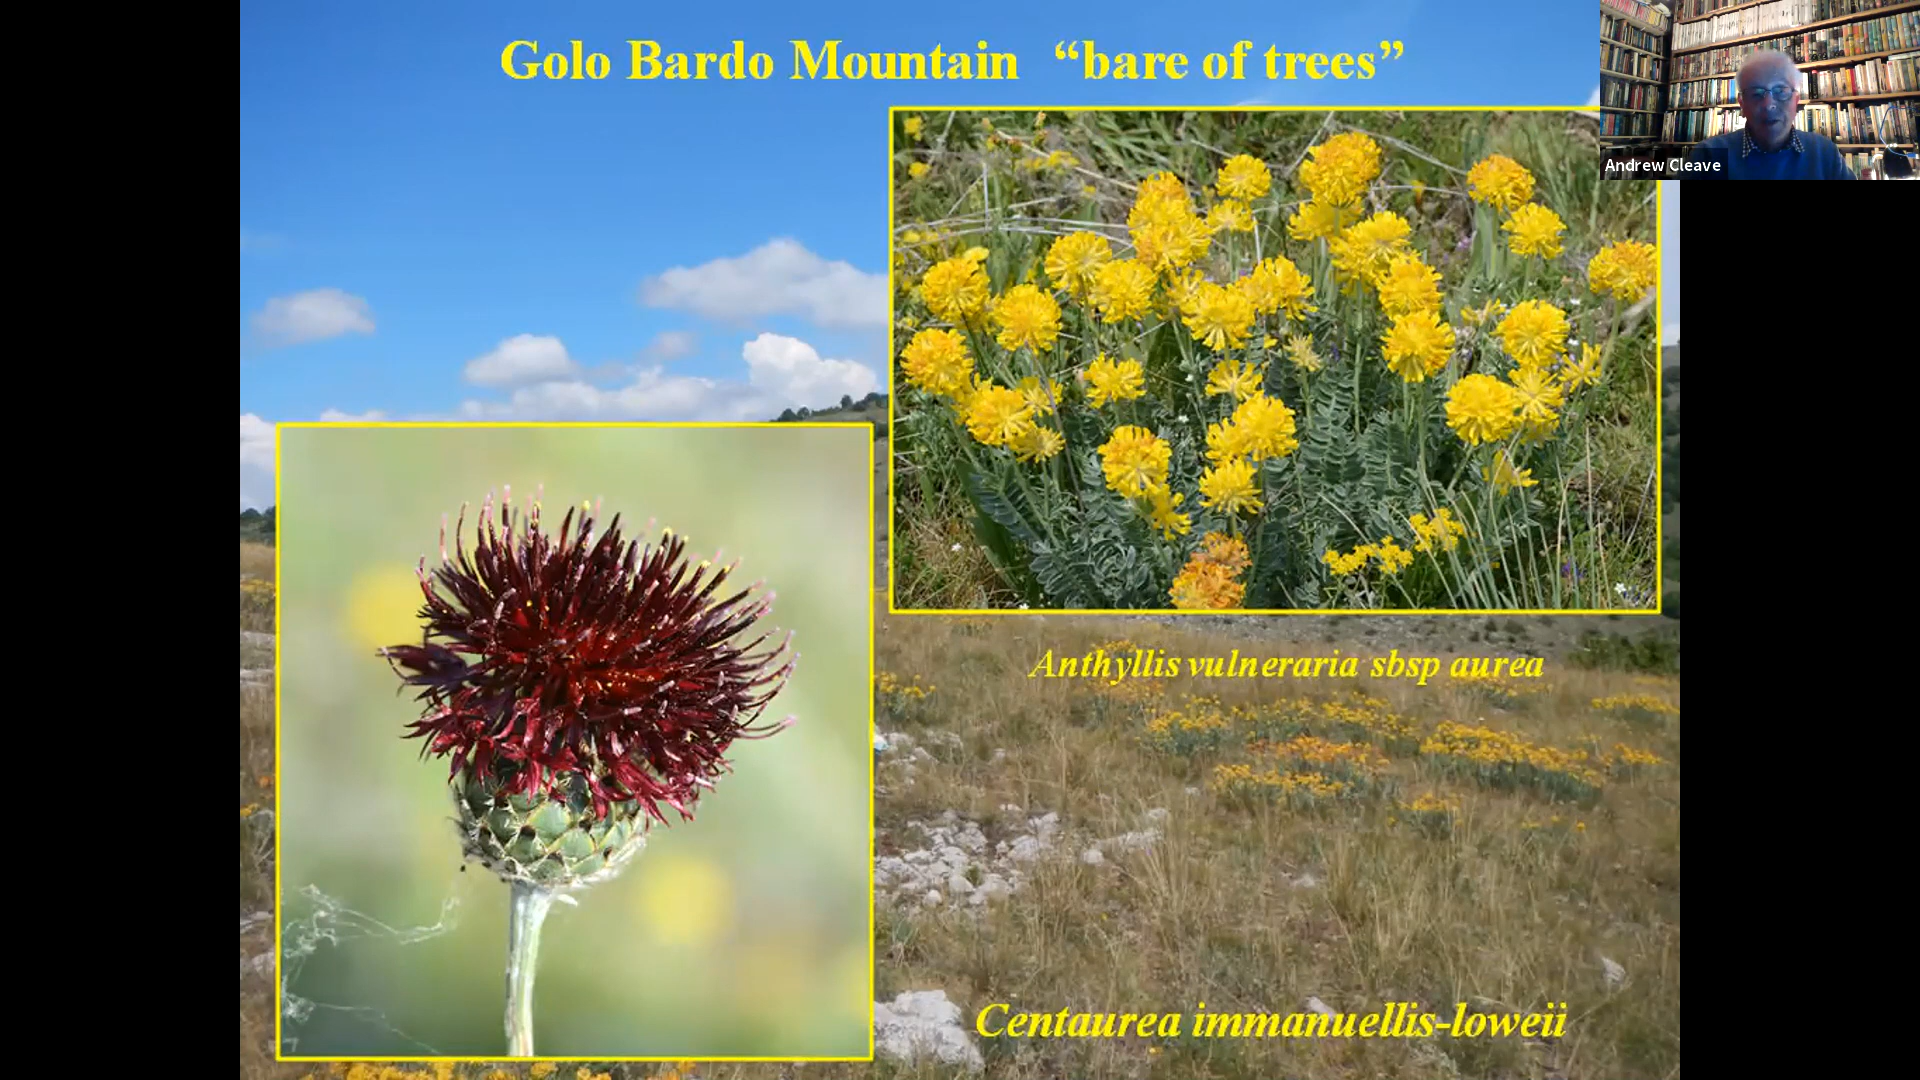 Golo Bardo Mountain “bare of trees”
Andrew Cleave
Anthyllis vulneraria sbsp aurea
Centaurea immanuellis-loweii